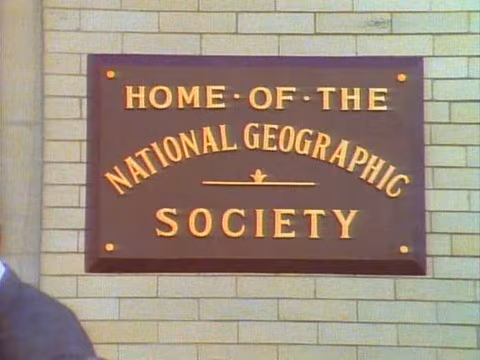 HOME · OF · THE
NATIONAL GEOGRAPHIC
SOCIETY